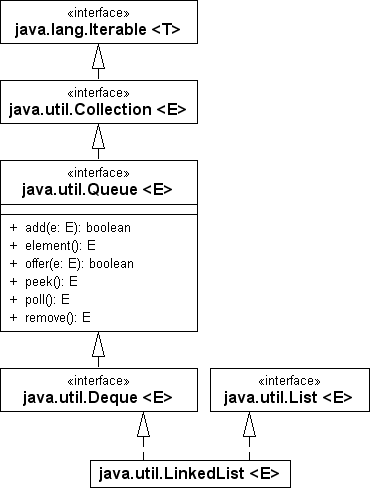 «interface»
java.lang.Iterable <T>
«interface»
java.util.Collection <E>
«interface»
java.util.Queue <E>
+ add(e: E): boolean
+ element(): E
+ offer(e: E): boolean
+ peek(): E
+ poll(): E
+ remove(): E
«interface»
java.util.Deque <E>
«interface»
java.util.List <E>
java.util.LinkedList <E>